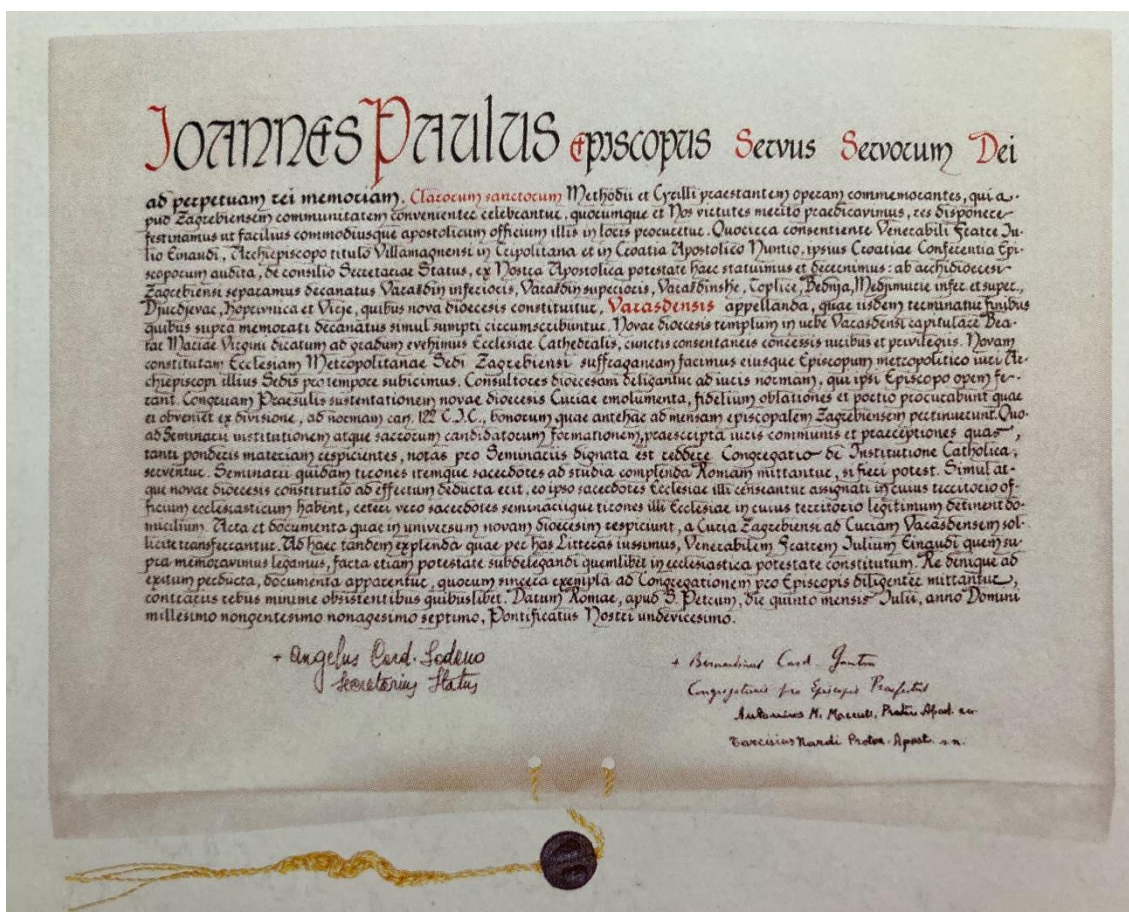 Ioannes Paulus Episcopus Servus Servorum Dei
ad perpetuam rei memoriam. Clarorum sanctorum Methodii et Cyrilli praestantem operam commemorantes, qui a-
pud Zagrebiensem communitatem convenienter celebrantur, quorumque et Nos virtutes merito praedicavimus, res disponere
festinamus ut facilius commodiusque apostolicum officium illis in locis procuretur. Quocirca consentiente Venerabili Fratre Iu-
lio Einaudi, Archiepiscopo titulo Villamagnensi in Tripolitana et in Croatia Apostolico Nuntio, ipsius Croatiae Conferentia Epi-
scoporum audita, de consilio Secretariae Status, ex Nostra Apostolica potestate haec statuimus et decernimus: ab archidioecesi
Zagrebiensi separamus decanatus Varaždin inferioris, Varaždin superioris, Varaždinske, Toplice, Bednja, Medjimurie infer. et super.,
Djurdjevac, Koprivnica et Virje, quibus nova dioecesis constituitur, Varasdensis appellanda, quae iisdem terminatur finibus
quibus supra memorati decanatus simul sumpti circumscribuntur. Novae dioecesis templum in urbe Varasdensi capitulare Bea-
tae Mariae Virgini dicatum ad gradum evehimus Ecclesiae Cathedralis, cunctis consentaneis concessis iuribus et privilegiis. Novam
constitutam Ecclesiam Metropolitanae Sedi Zagrebiensi suffraganeam facimus eiusque Episcopum metropolitico iuri Ar-
chiepiscopi illius Sedis pro tempore subicimus. Consultores dioecesani deligantur ad iuris normam, qui ipsi Episcopo opem fe-
rant. Congruam Praesulis sustentationem novae dioecesis Curiae emolumenta, fidelium oblationes et portio procurabunt quae
ei obveniet ex divisione, ad normam can. 122 C.I.C., bonorum quae antehac ad mensam episcopalem Zagrebiensem pertinuerunt. Quo-
ad Seminarii institutionem atque sacrorum candidatorum formationem, praescripta iuris communis et praeceptiones quas,
tanti ponderis materiam respicientes, notas pro Seminariis dignata est reddere Congregatio de Institutione Catholica,
serventur. Seminarii quidam tirones itemque sacerdotes ad studia complenda Romam mittantur, si fieri potest. Simul at-
que novae dioecesis constitutio ad effectum deducta erit, eo ipso sacerdotes Ecclesiae illi censeantur assignati in cuius territorio of-
ficium ecclesiasticum habent, ceteri vero sacerdotes seminariique tirones illi Ecclesiae in cuius territorio legitimum detinent do-
micilium. Acta et documenta quae in universum novam dioecesim respiciunt, a Curia Zagrebiensi ad Curiam Varasdensem sol-
licite transferrantur. Ad haec tandem explenda quae per has Litteras iussimus, Venerabilem Fratrem Iulium Einaudi quem su-
pra memoravimus legamus, facta etiam potestate subdelegandi quemlibet in ecclesiastica potestate constitutum. Re denique ad
exitum perducta, documenta apparentur, quorum sincera exempla ad Congregationem pro Episcopis diligenter mittantur,
contrariis rebus minime obsistentibus quibuslibet. Datum Romae, apud S. Petrum, die quinto mensis Iulii, anno Domini
millesimo nongentesimo nonagesimo septimo, Pontificatus Nostri undevicesimo.
+ Angelus Card. Sodano
Secretarius Status
+ Bernardinus Card. Gantin
Congregationis pro Episcopis Praefectus
Antoninus M.
Tarcisius Nardi Proton. Apost. s.n.